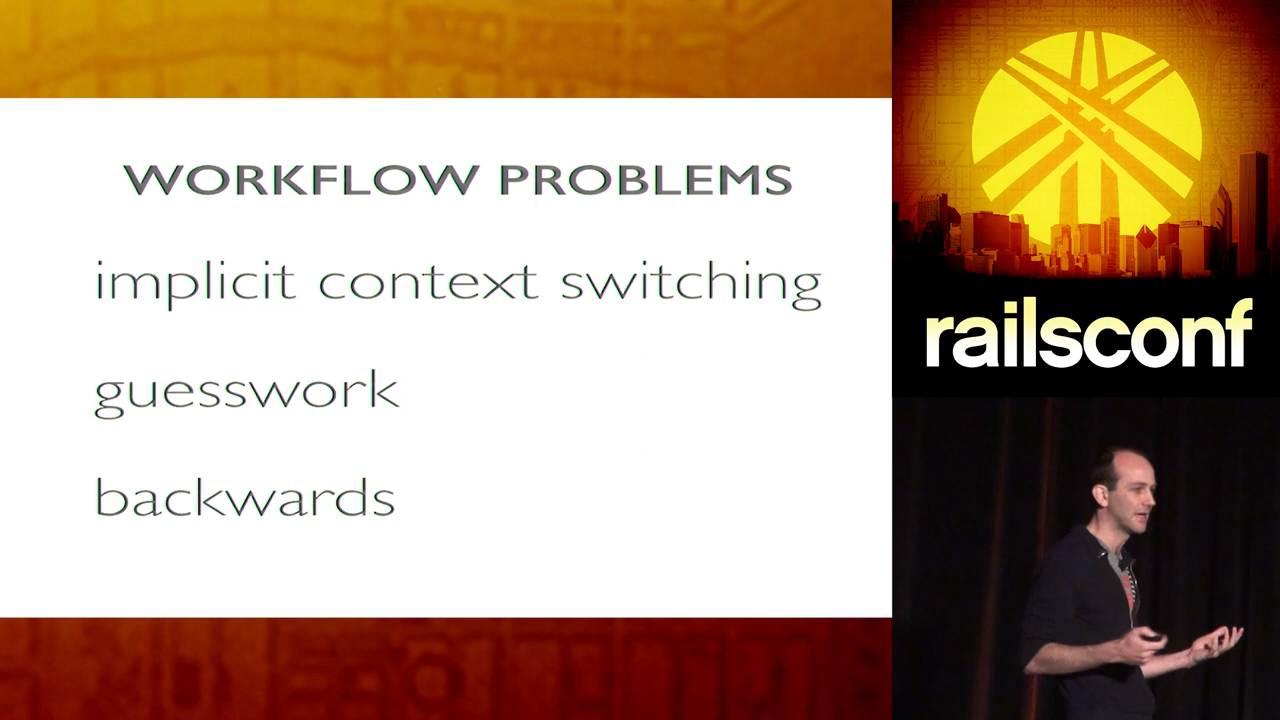 WORKFLOW PROBLEMS
implicit context switching
guesswork
backwards
railsconf